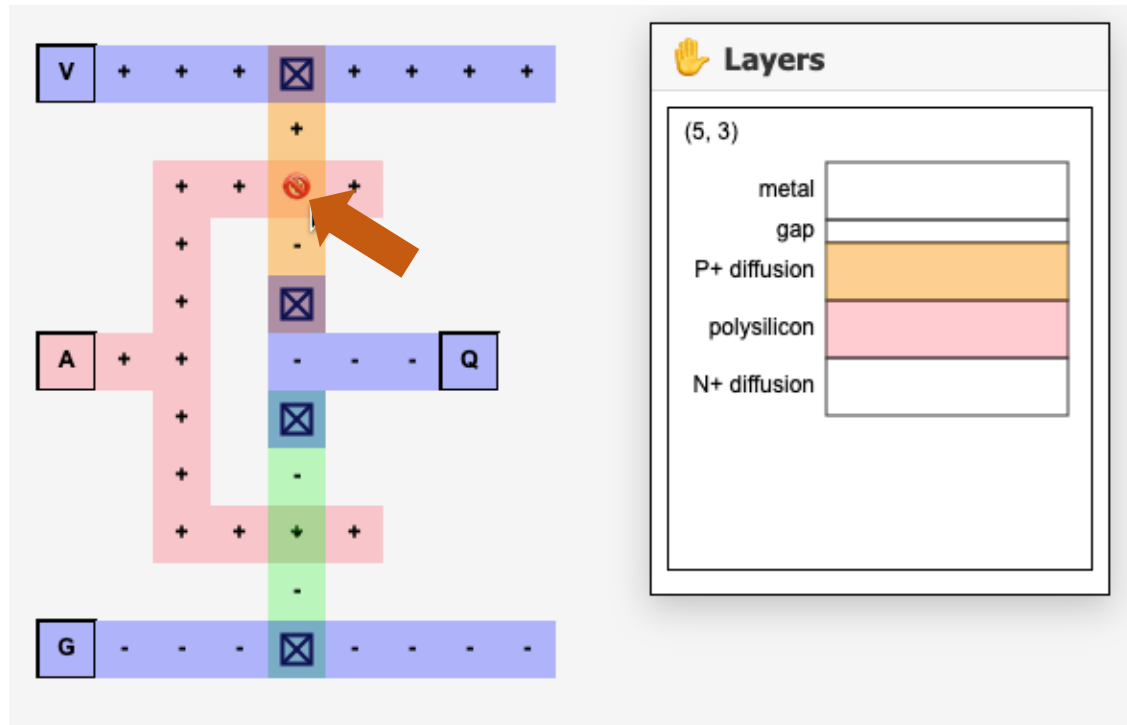 V + + + + + + +
+
+ + +
+ -
+
A + + - - - Q
+
+ -
+ + + +
-
G - - - - - - -
Layers
(5, 3)
metal
gap
P+ diffusion
polysilicon
N+ diffusion